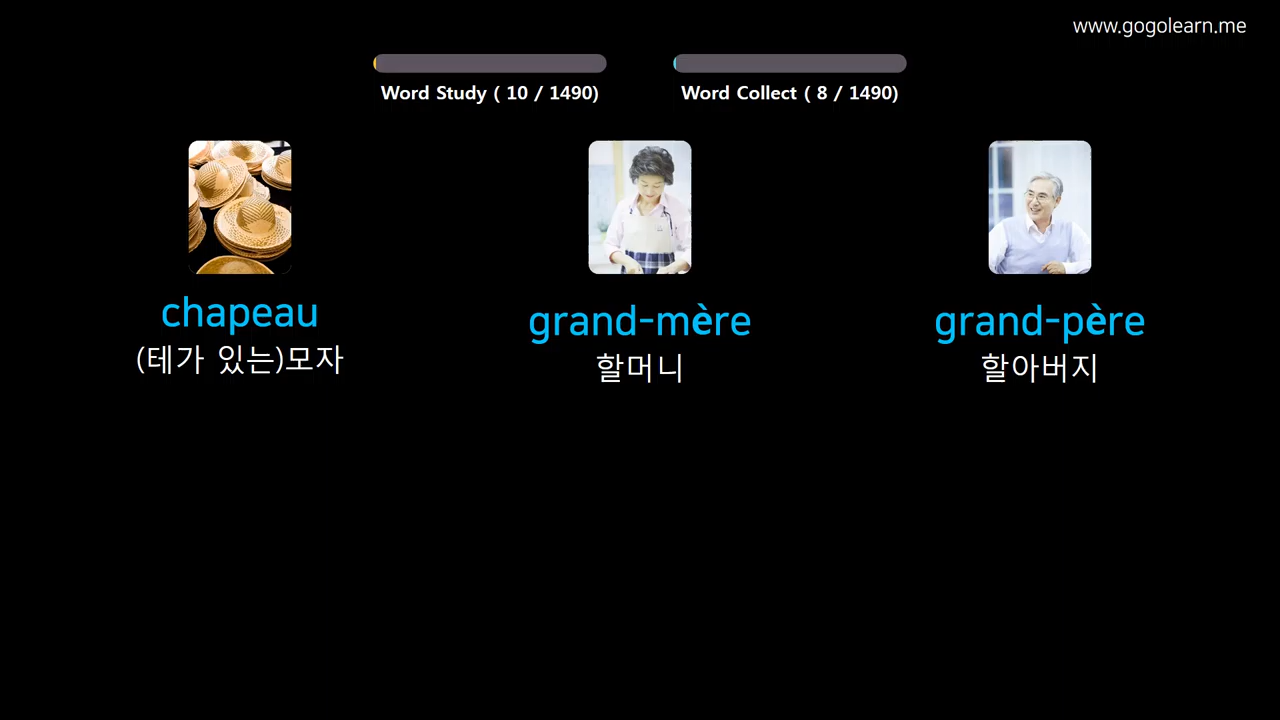 www.gogolearn.me
Word Study ( 10 / 1490)
Word Collect ( 8 / 1490)
chapeau
(테가 있는)모자
grand-mère
할머니
grand-père
할아버지